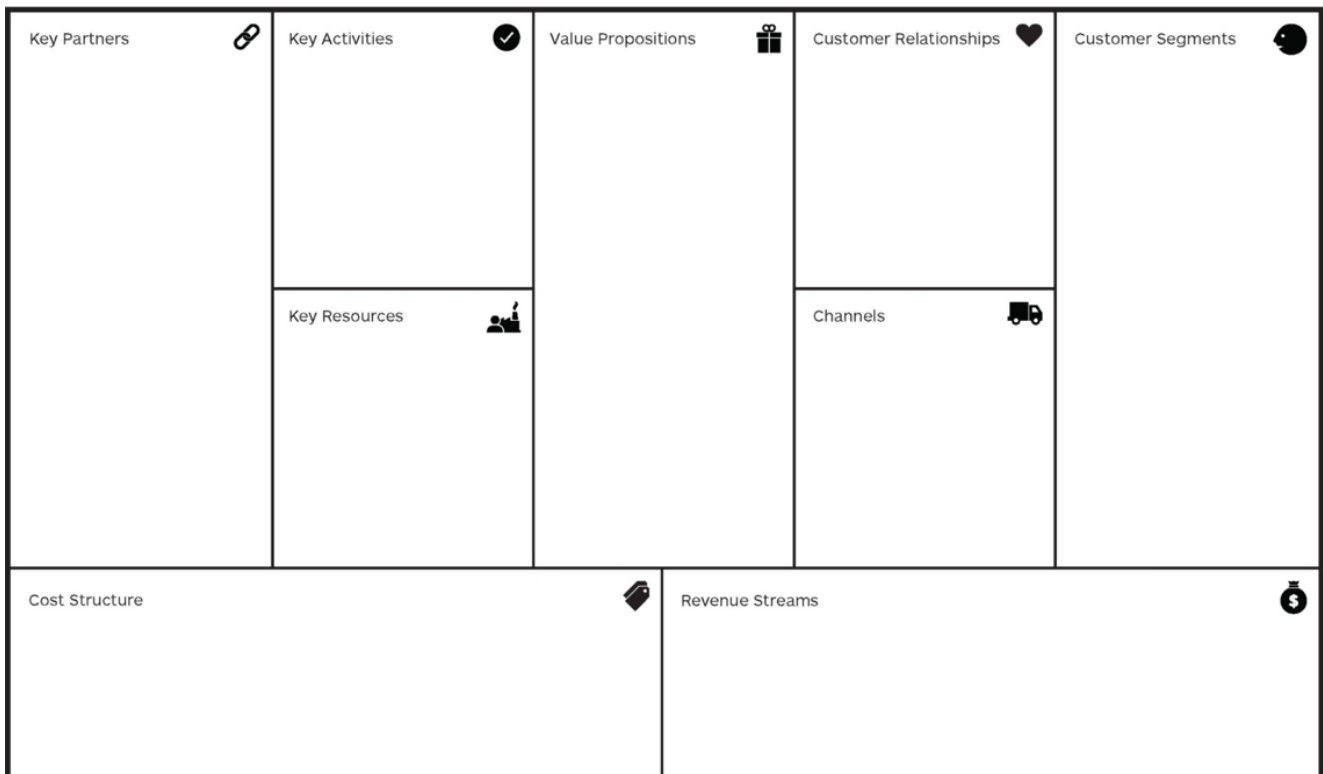 Key Partners
Key Activities
Value Propositions
Customer Relationships
Customer Segments
Key Resources
Channels
Cost Structure
Revenue Streams
$